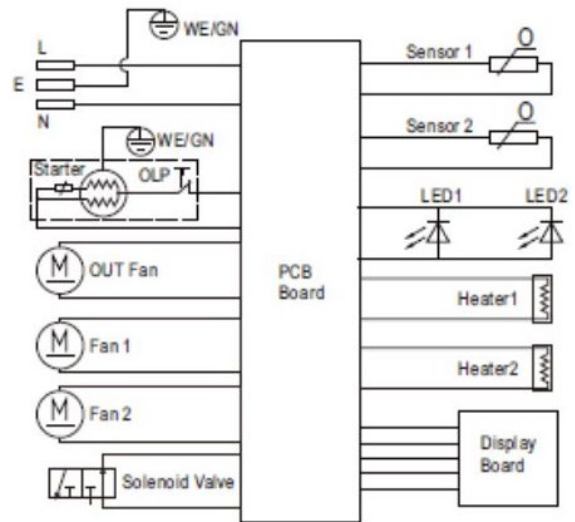 L
WE/GN
E
N
WE/GN
Starter
OLP
M
OUT Fan
M
Fan 1
M
Fan 2
Solenoid Valve
PCB
Board
Sensor 1
Sensor 2
LED1
LED2
Heater1
Heater2
Display
Board